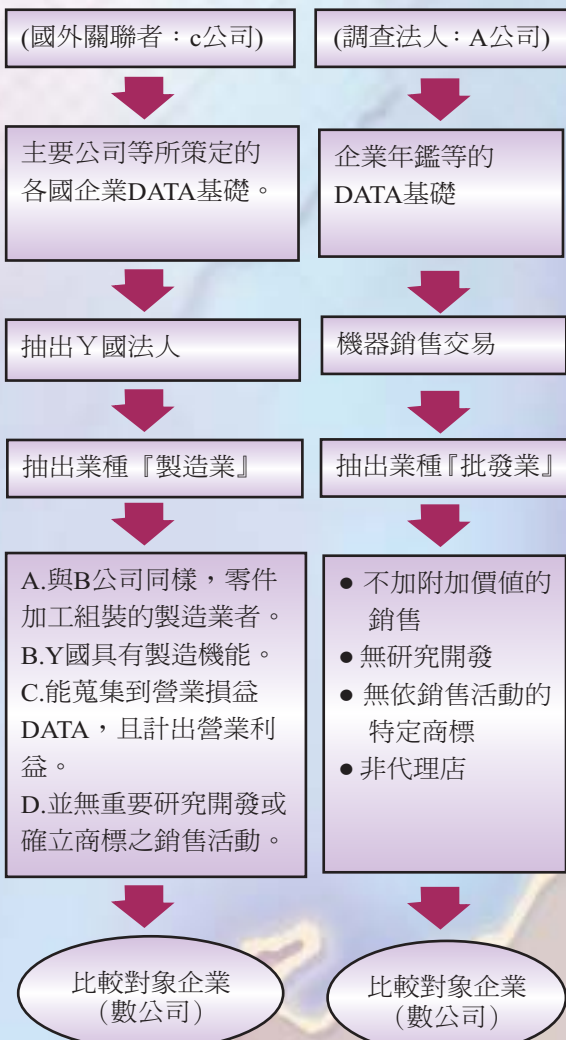 (國外關聯者：c公司)
主要公司等所策定的
各國企業DATA基礎。
抽出Ｙ國法人
抽出業種『製造業』
A.與B公司同樣，零件
加工組裝的製造業者。
B.Y國具有製造機能。
C.能蒐集到營業損益
DATA，且計出營業利
益。
D.並無重要研究開發或
確立商標之銷售活動。
比較對象企業
(數公司)
(調查法人：A公司)
企業年鑑等的
DATA基礎
機器銷售交易
抽出業種『批發業』
● 不加附加價值的
銷售
● 無研究開發
● 無依銷售活動的
特定商標
● 非代理店
比較對象企業
(數公司)